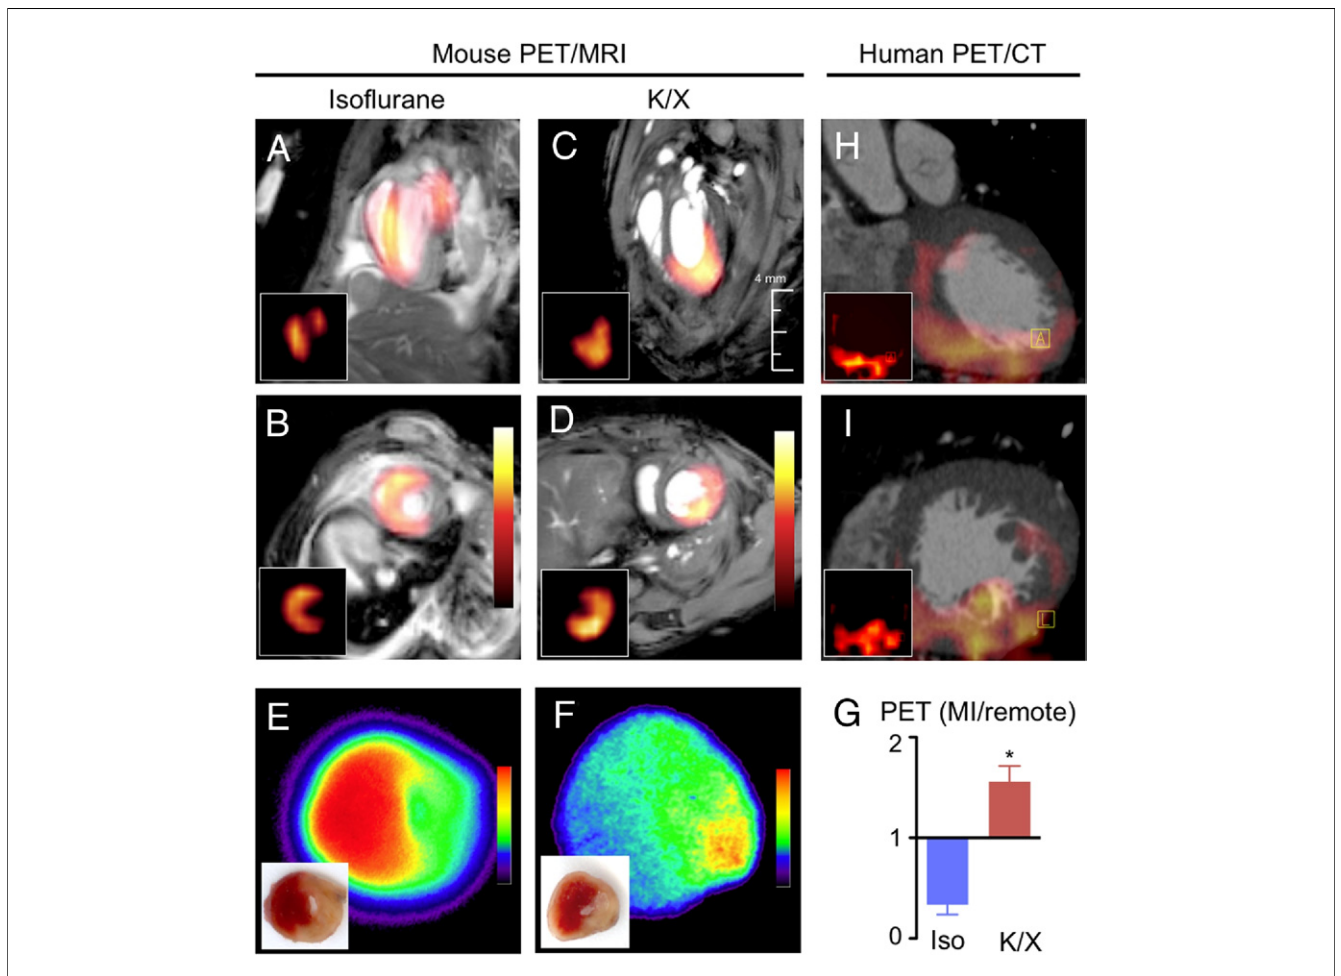 Mouse PET/MRI
Human PET/CT
Isoflurane
K/X
A
C
H
4 mm
A
B
D
I
L
E
F
G
PET (MI/remote)
2
*
1
0
Iso
K/X